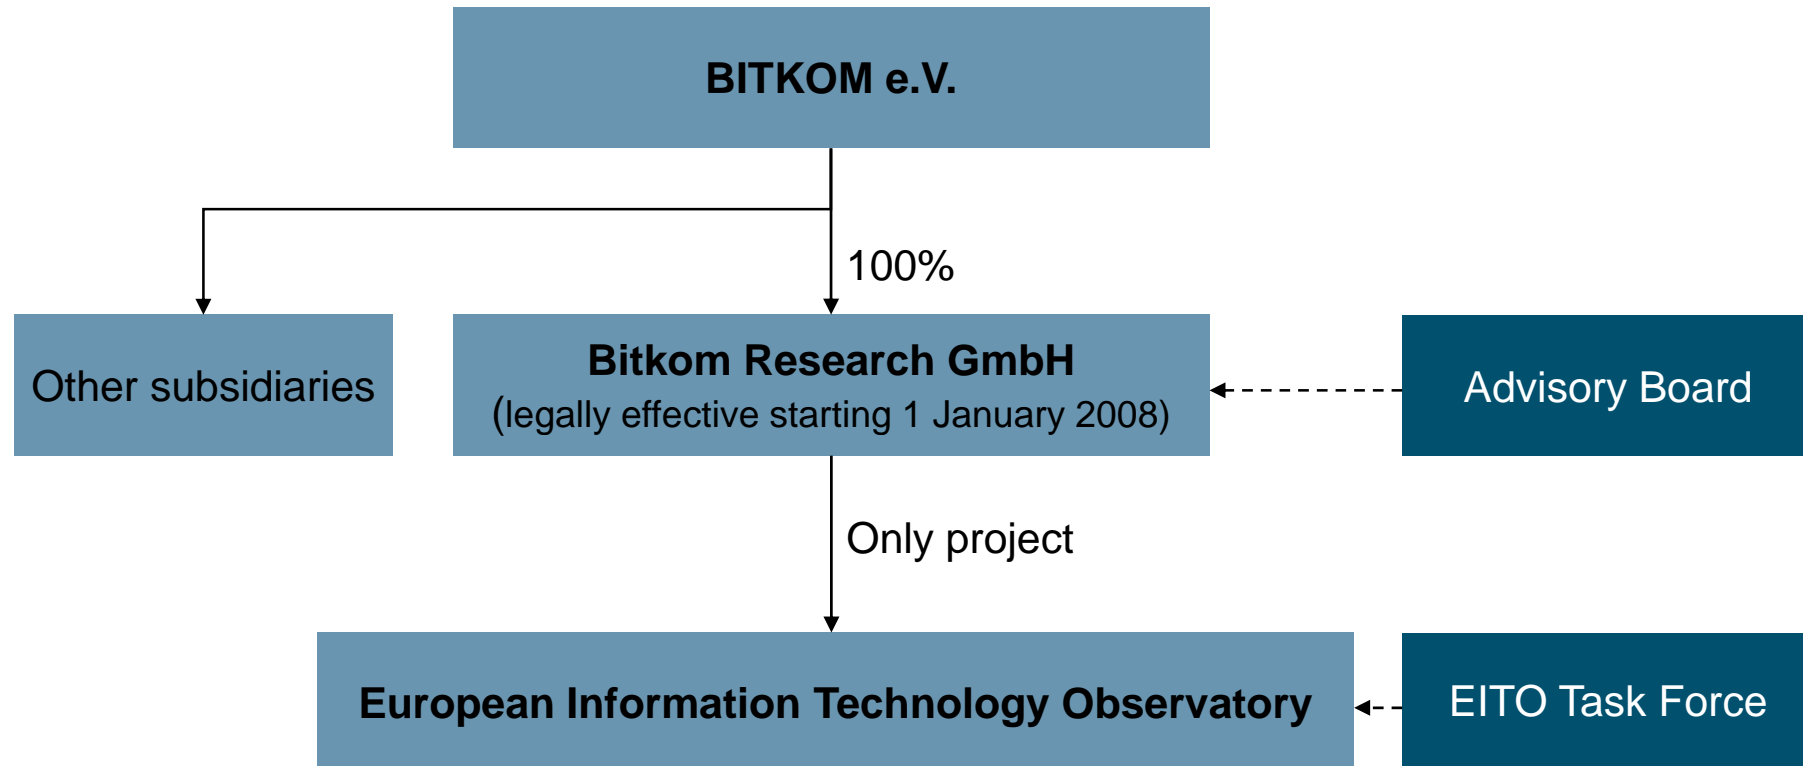 BITKOM e.V.
100%
Other subsidiaries
Bitkom Research GmbH
(legally effective starting 1 January 2008)
Advisory Board
Only project
European Information Technology Observatory
EITO Task Force